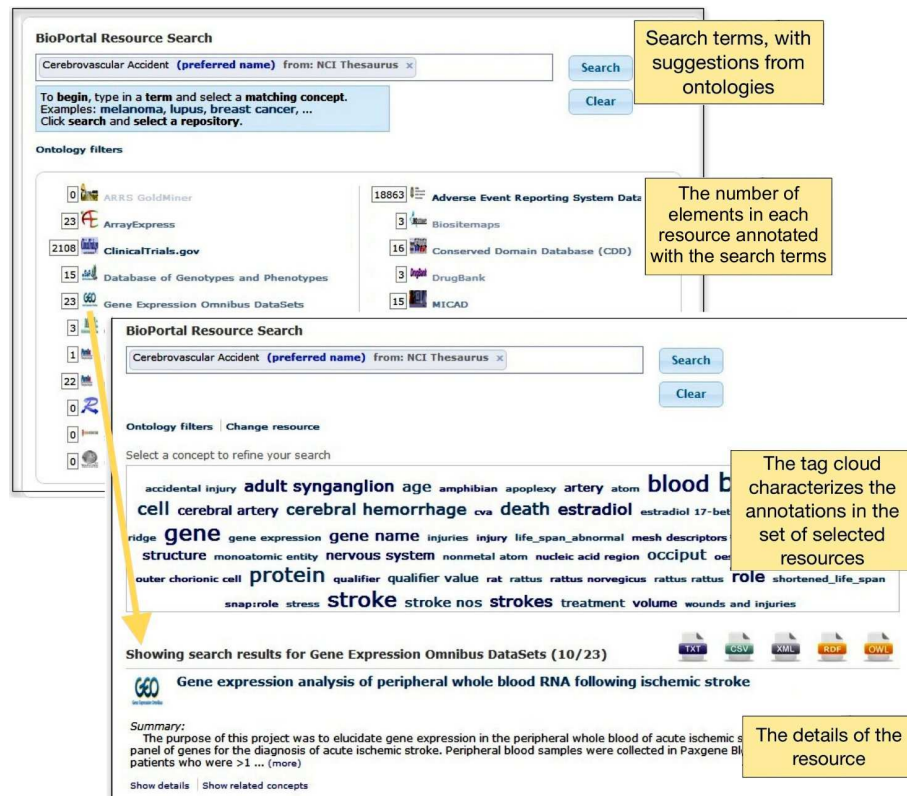 BioPortal Resource Search
Cerebrovascular Accident (preferred name) from: NCI Thesaurus x
Search
To begin, type in a term and select a matching concept.
Examples: melanoma, lupus, breast cancer, ...
Click search and select a repository.
Clear
Search terms, with
suggestions from
ontologies
Ontology filters
0 ARRS GoldMiner
23 ArrayExpress
2108 ClinicalTrials.gov
15 Database of Genotypes and Phenotypes
23 GEO Gene Expression Omnibus DataSets
3
1
22
0 R
0
0
18863 Adverse Event Reporting System Data
3 Biositemaps
16 Conserved Domain Database (CDD)
3 DrugBank
15 MICAD
The number of
elements in each
resource annotated
with the search terms
BioPortal Resource Search
Cerebrovascular Accident (preferred name) from: NCI Thesaurus x
Search
Clear
Ontology filters Change resource
Select a concept to refine your search
accidental injury adult synganglion age amphibian apoplexy artery atom blood b
cell cerebral artery cerebral hemorrhage cva death estradiol estradiol 17-bet
ridge gene gene expression gene name injuries injury life_span_abnormal mesh descriptors
structure monoatomic entity nervous system nonmetal atom nucleic acid region occiput oes
outer chorionic cell protein qualifier qualifier value rat rattus rattus norvegicus rattus rattus role shortened_life_span
snap:role stress stroke stroke nos strokes treatment volume wounds and injuries
The tag cloud
characterizes the
annotations in the
set of selected
resources
Showing search results for Gene Expression Omnibus DataSets (10/23)
TXT CSV XML RDF OWL
GEO Gene expression analysis of peripheral whole blood RNA following ischemic stroke
Gene Expression Omnibus
Summary:
The purpose of this project was to elucidate gene expression in the peripheral whole blood of acute ischemic s
panel of genes for the diagnosis of acute ischemic stroke. Peripheral blood samples were collected in Paxgene Bl
patients who were >1 ... (more)
Show details Show related concepts
The details of the
resource